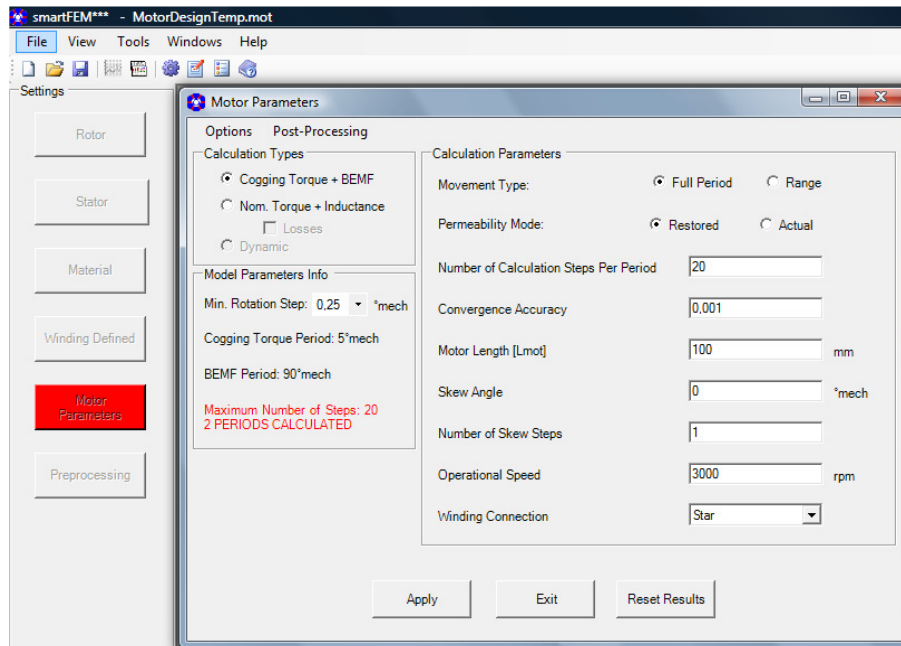 smartFEM*** - MotorDesignTemp.mot
File View Tools Windows Help
Settings
Rotor
Stator
Material
Winding Defined
Motor
Parameters
Preprocessing
Motor Parameters
Options Post-Processing
Calculation Types
Cogging Torque + BEMF
Nom. Torque + Inductance
Losses
Dynamic
Model Parameters Info
Min. Rotation Step: 0,25 °mech
Cogging Torque Period: 5°mech
BEMF Period: 90°mech
Maximum Number of Steps: 20
2 PERIODS CALCULATED
Calculation Parameters
Movement Type: Full Period Range
Permeability Mode: Restored Actual
Number of Calculation Steps Per Period 20
Convergence Accuracy 0,001
Motor Length [Lmot] 100 mm
Skew Angle 0 °mech
Number of Skew Steps 1
Operational Speed 3000 rpm
Winding Connection Star
Apply Exit Reset Results